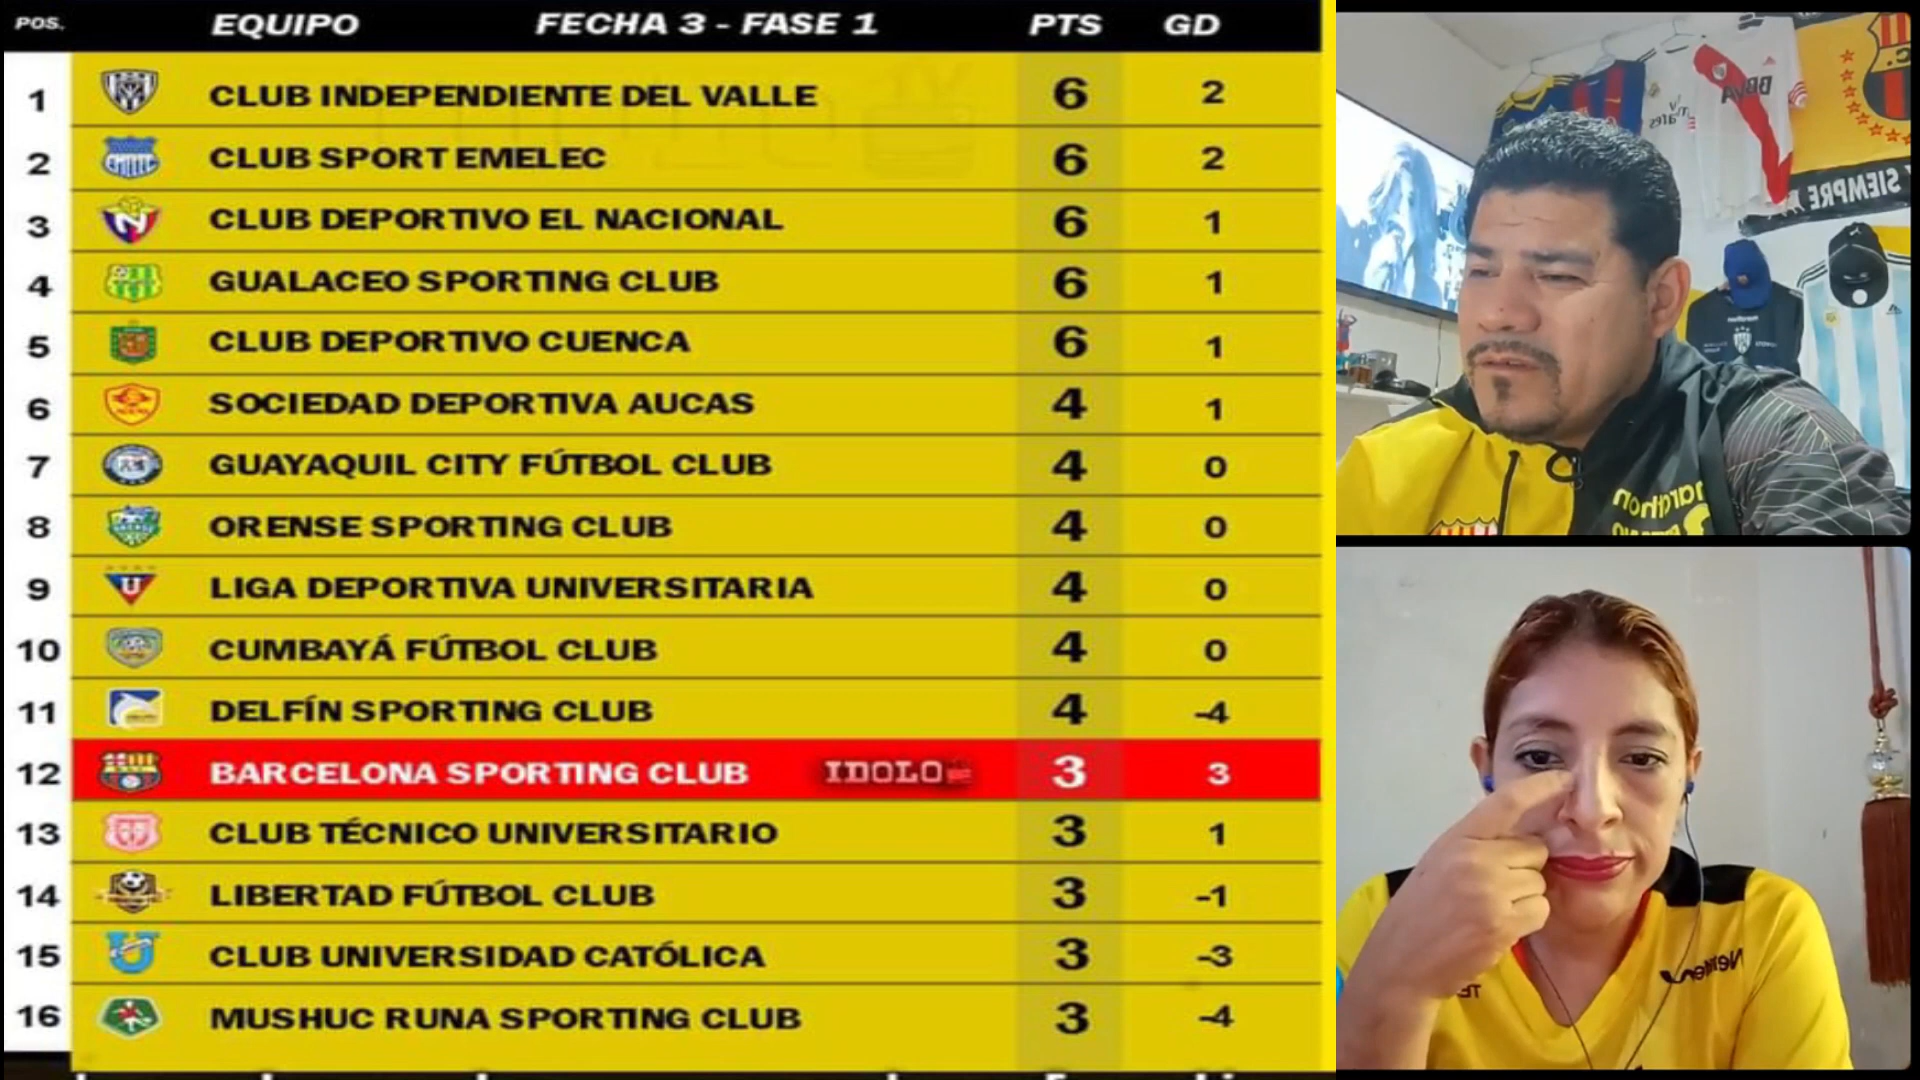 POS. EQUIPO FECHA 3 - FASE 1 PTS GD
1 CLUB INDEPENDIENTE DEL VALLE 6 2
2 CLUB SPORT EMELEC 6 2
3 CLUB DEPORTIVO EL NACIONAL 6 1
4 GUALACEO SPORTING CLUB 6 1
5 CLUB DEPORTIVO CUENCA 6 1
6 SOCIEDAD DEPORTIVA AUCAS 4 1
7 GUAYAQUIL CITY FÚTBOL CLUB 4 0
8 ORENSE SPORTING CLUB 4 0
9 LIGA DEPORTIVA UNIVERSITARIA 4 0
10 CUMBAYÁ FÚTBOL CLUB 4 0
11 DELFÍN SPORTING CLUB 4 -4
12 BARCELONA SPORTING CLUB IDOLO 3 3
13 CLUB TÉCNICO UNIVERSITARIO 3 1
14 LIBERTAD FÚTBOL CLUB 3 -1
15 CLUB UNIVERSIDAD CATÓLICA 3 -3
16 MUSHUC RUNA SPORTING CLUB 3 -4
BBVA
SIEMPRE
marathon